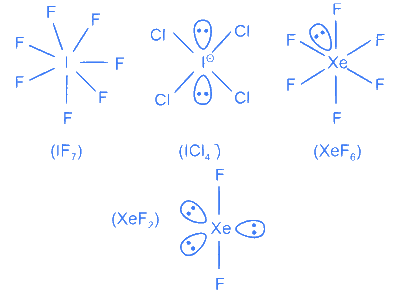 F F F F I F F F
(IF₇)
Cl Cl I⊖ Cl Cl
(ICl₄⁻)
F F F Xe F F F
(XeF₆)
(XeF₂)
F
Xe
F